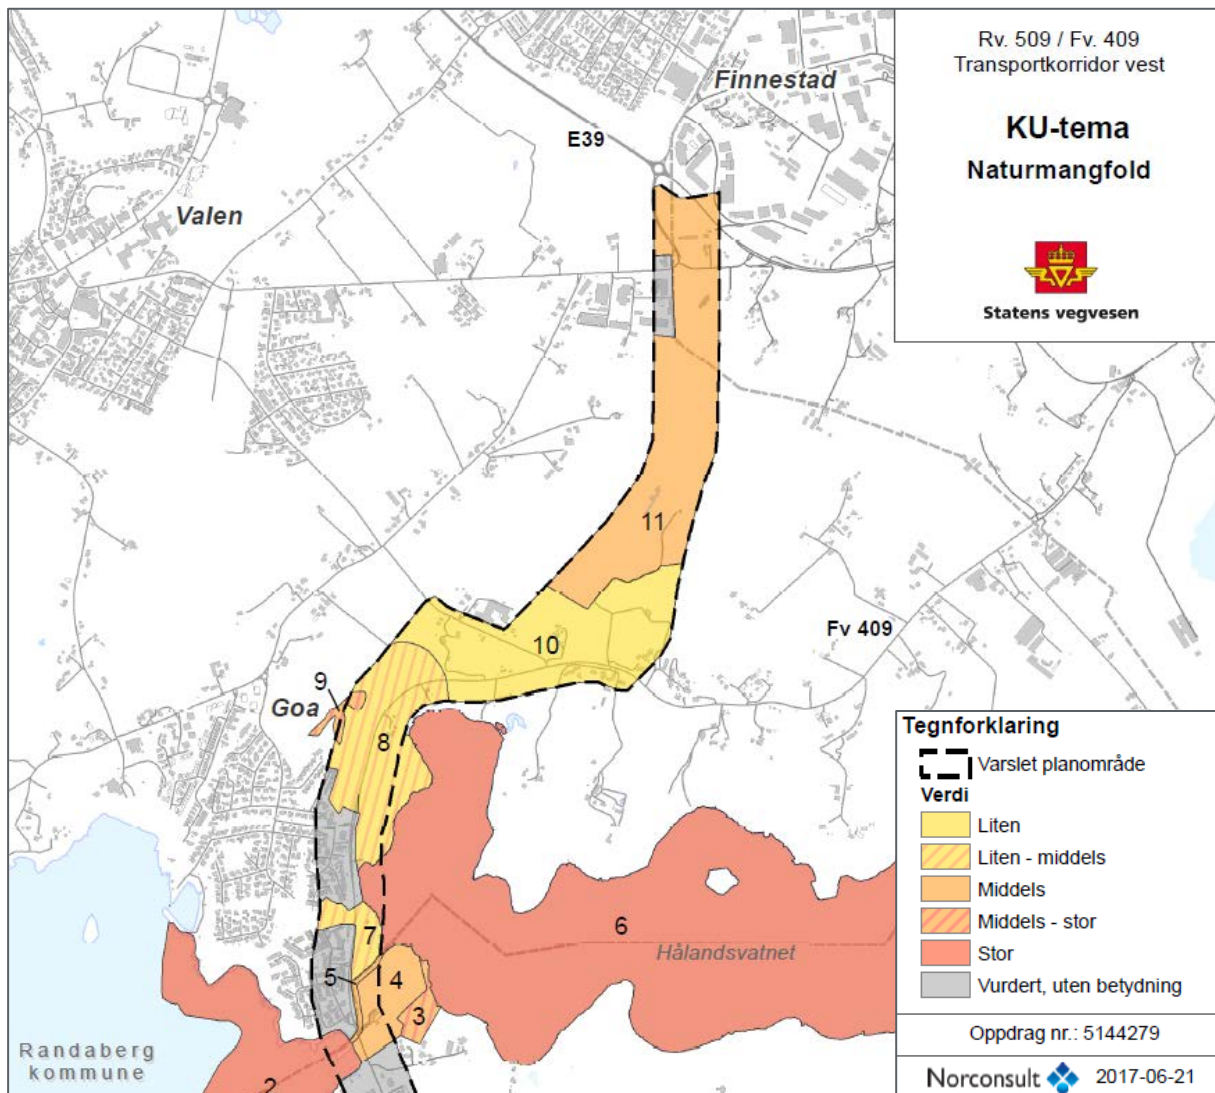 Rv. 509 / Fv. 409
Transportkorridor vest
KU-tema
Naturmangfold
Statens vegvesen
Finnestad
E39
Valen
11
10
Fv 409
9
Goa
8
7
6
Hålandsvatnet
5
4
3
2
Randaberg
kommune
Tegnforklaring
Varslet planområde
Verdi
Liten
Liten - middels
Middels
Middels - stor
Stor
Vurdert, uten betydning
Oppdrag nr.: 5144279
Norconsult 2017-06-21